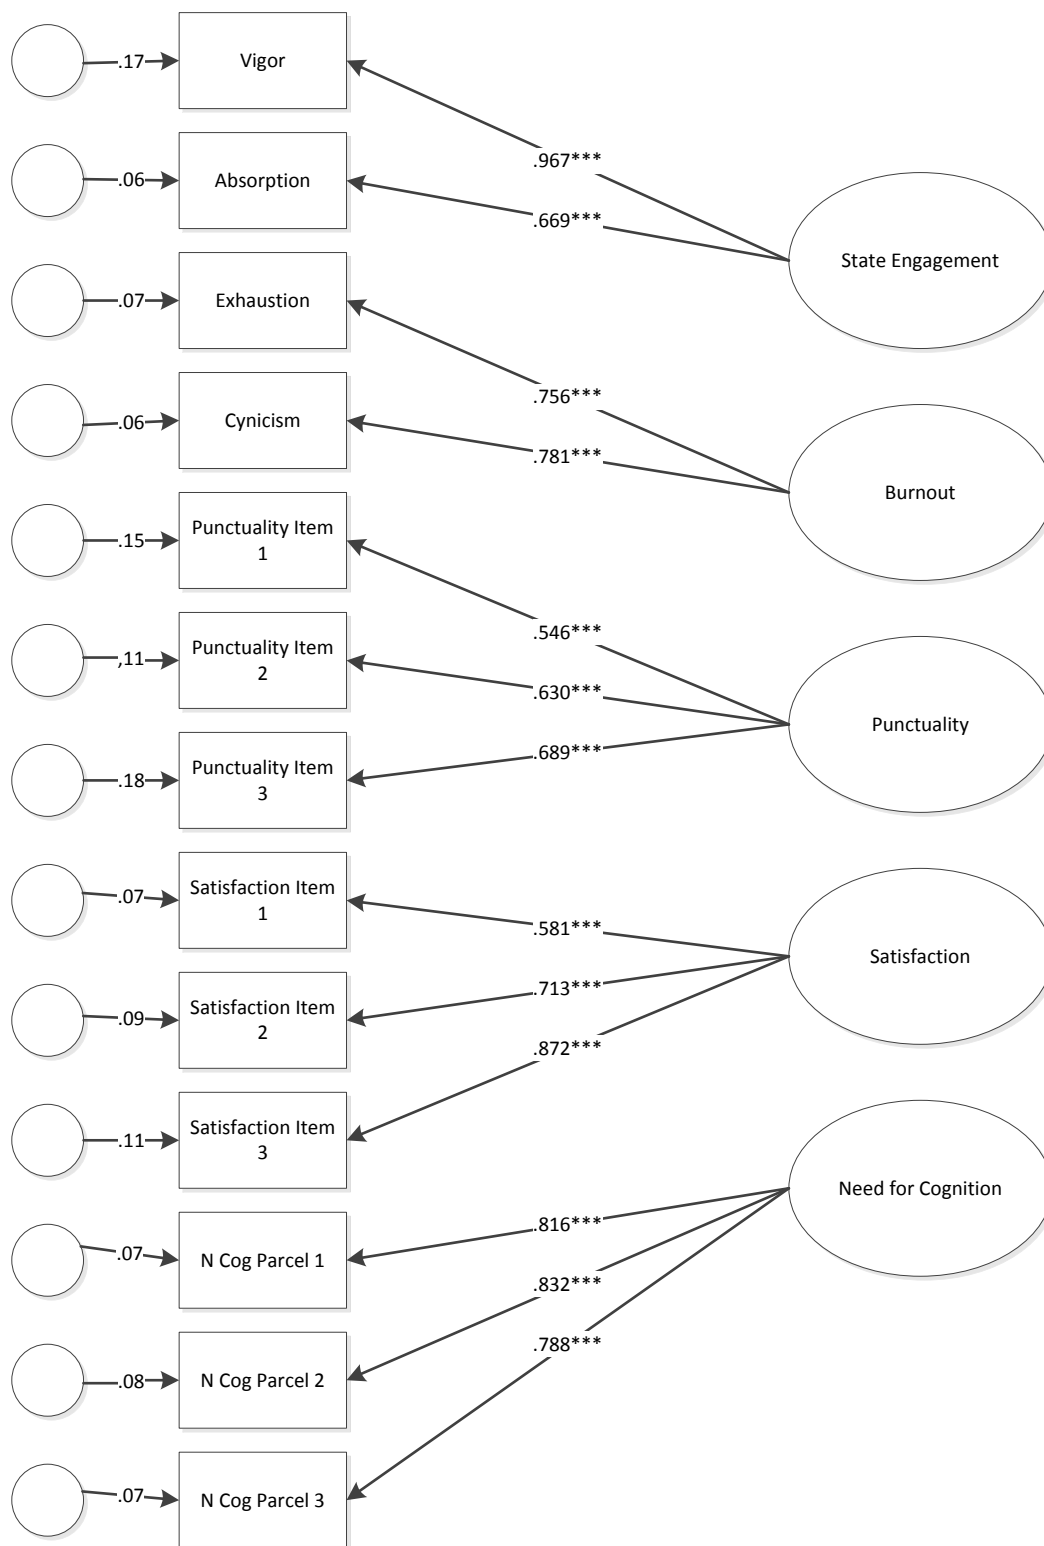 .17
Vigor
.967***
.06
Absorption
.669***
State Engagement
.07
Exhaustion
.756***
.06
Cynicism
.781***
Burnout
.15
Punctuality Item
1
.546***
,11
Punctuality Item
2
.630***
Punctuality
.689***
.18
Punctuality Item
3
.07
Satisfaction Item
1
.581***
Satisfaction
.713***
.09
Satisfaction Item
2
.872***
.11
Satisfaction Item
3
Need for Cognition
.816***
.07
N Cog Parcel 1
.832***
.788***
.08
N Cog Parcel 2
.07
N Cog Parcel 3